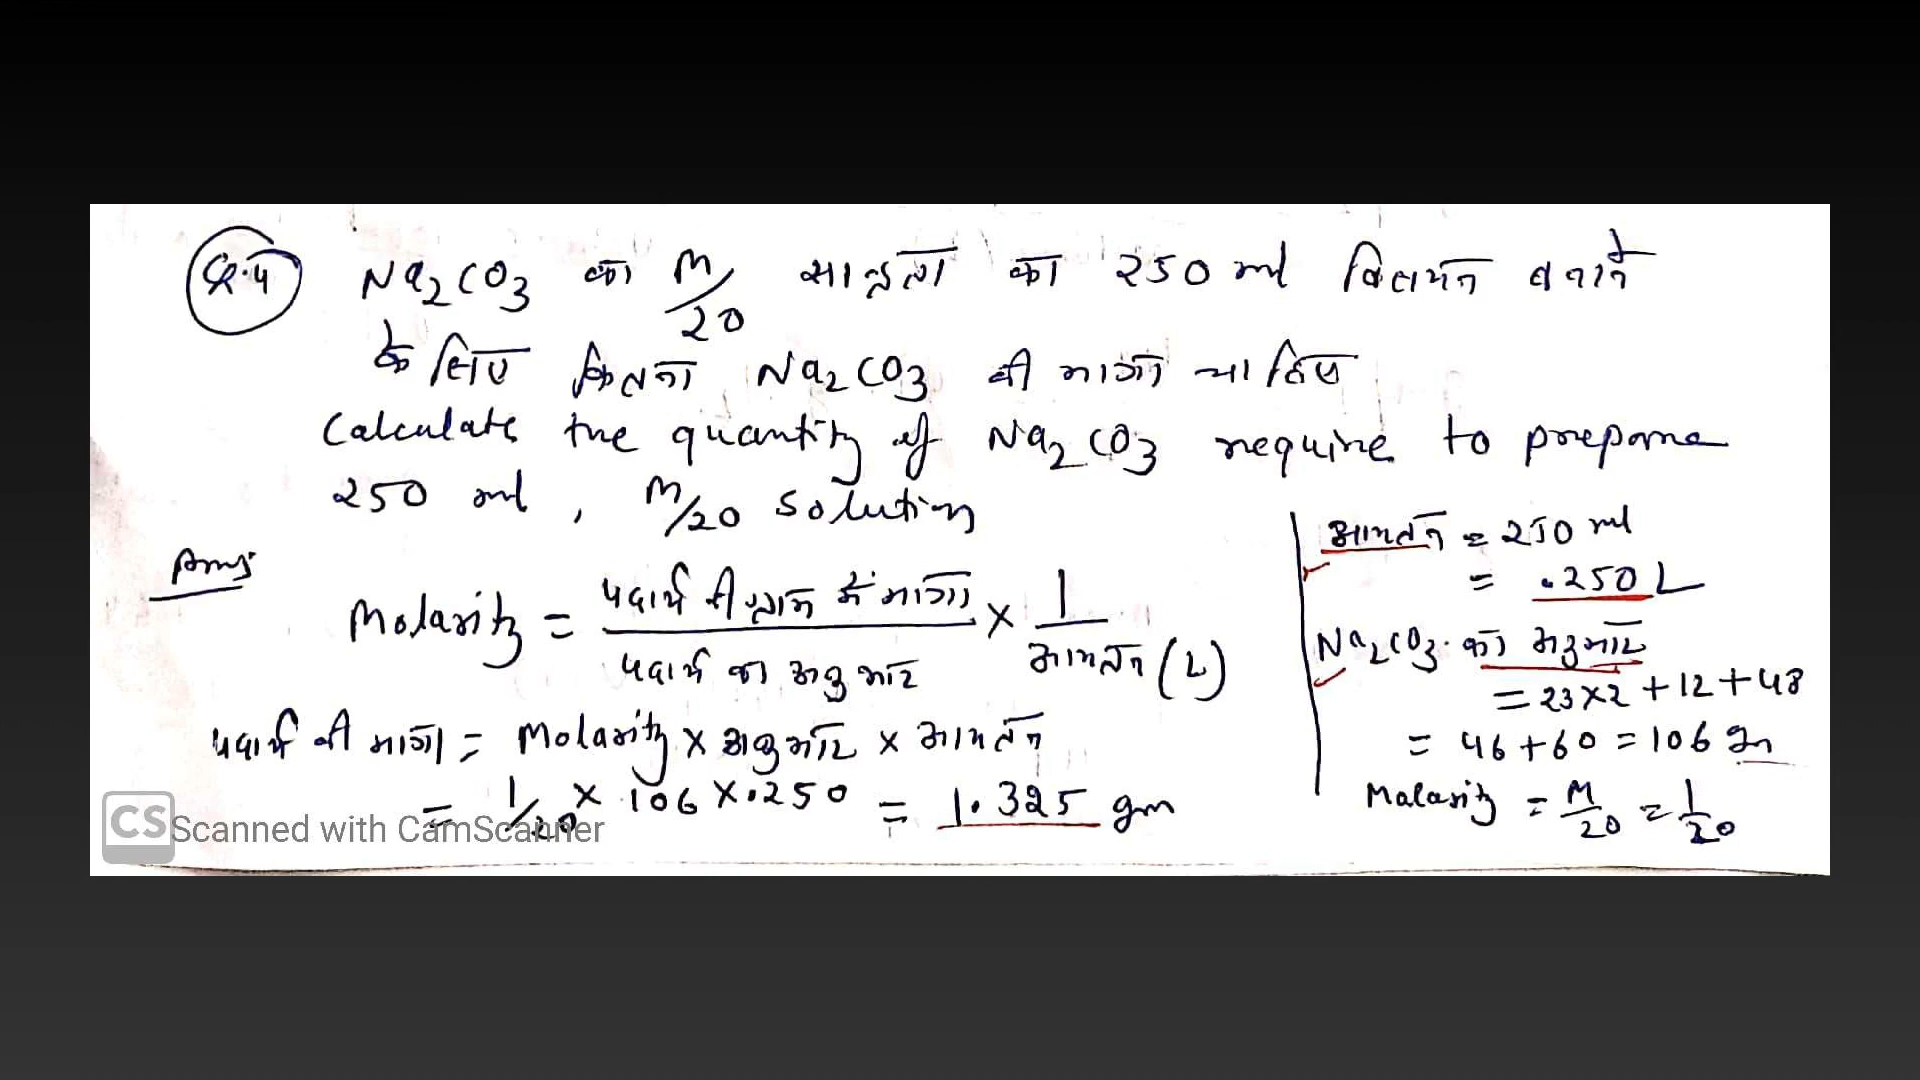 Q.4 Na2CO3 का M/20 सान्द्रता का 250 ml विलयन बनाने
के लिए कितना Na2CO3 की मात्रा चाहिए
Calculate the quantity of Na2CO3 require to prepare
250 ml, M/20 Solution
Ans
Molarity = पदार्थ की ग्राम में मात्रा / पदार्थ का अणुभार × 1 / आयतन (L)
पदार्थ की मात्रा = Molarity × अणुभार × आयतन
= 1/20 × 106 × .250 = 1.325 gm
आयतन = 250 ml
= .250 L
Na2CO3 का अणुभार
= 23×2 + 12 + 48
= 46 + 60 = 106 gm
Molarity = M/20 = 1/20
CS Scanned with CamScanner